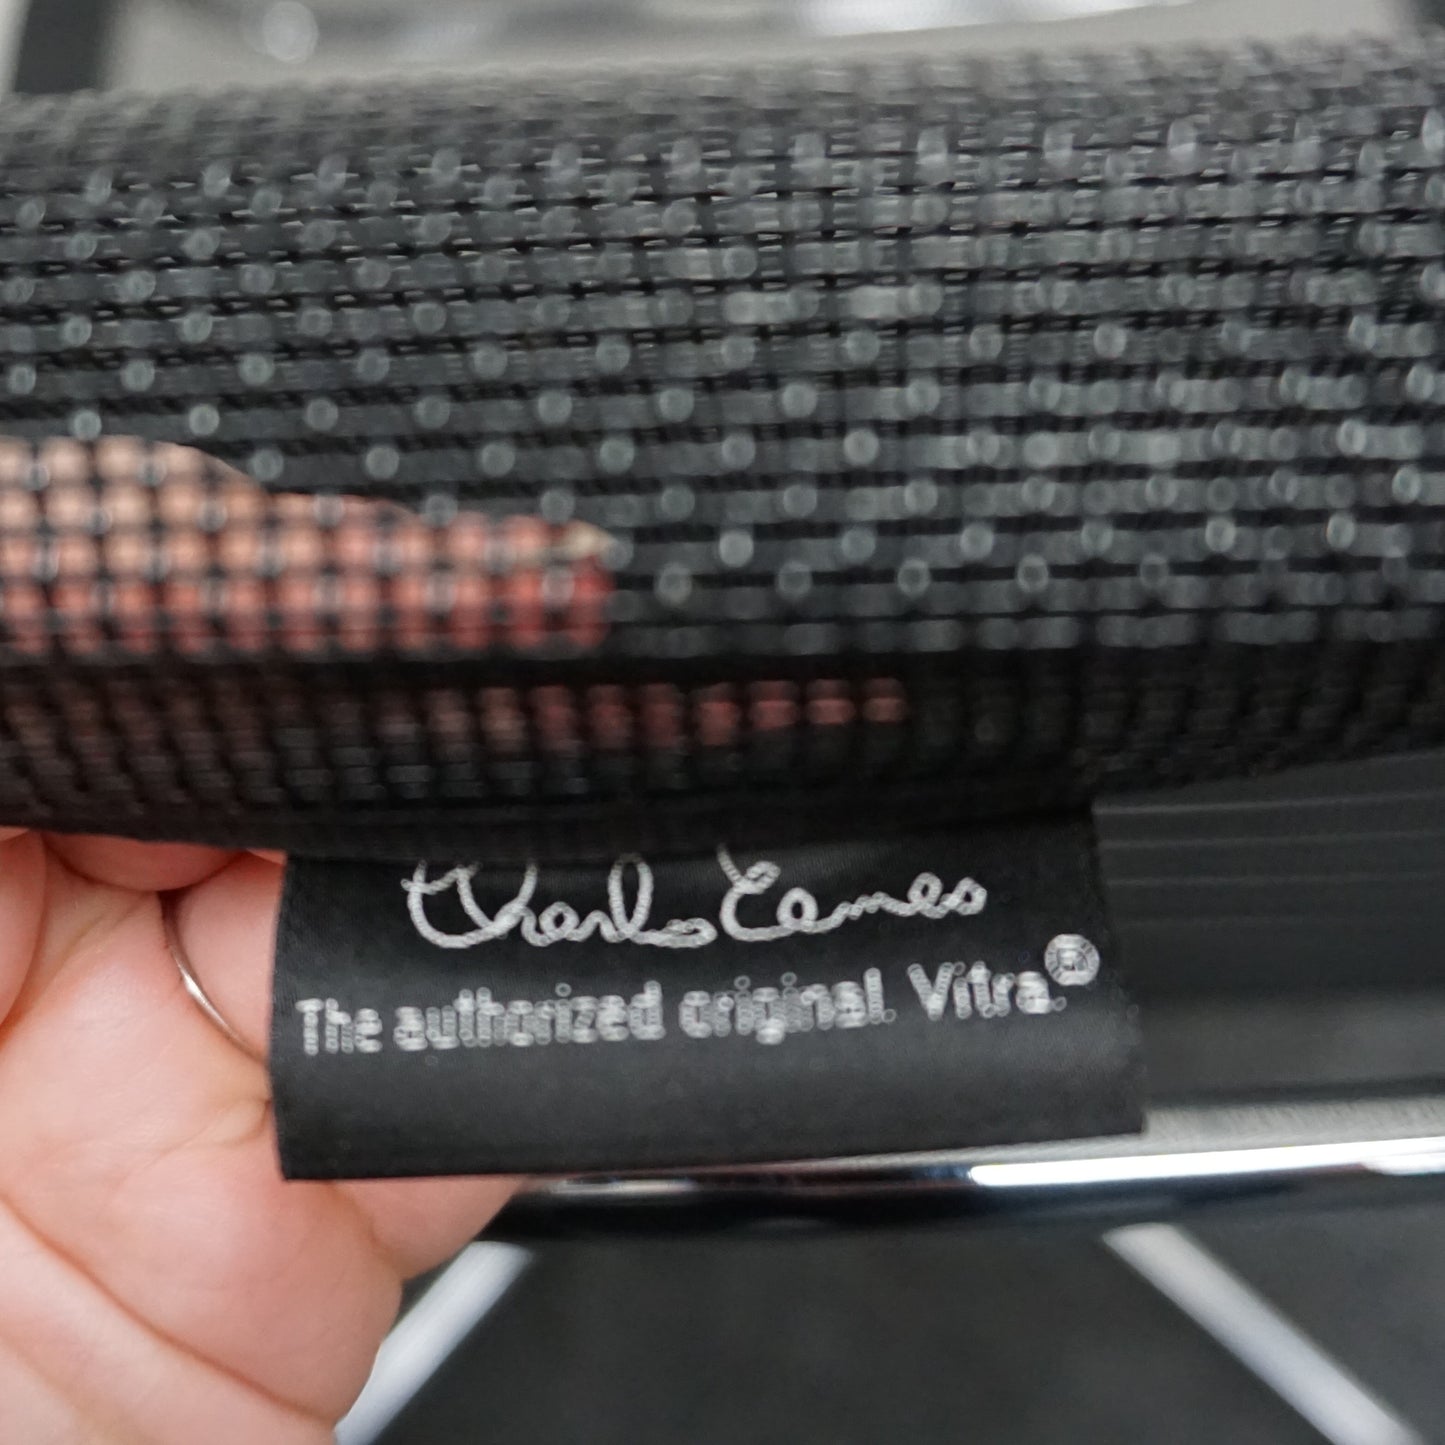 Charles Eames
The authorized original. Vitra.®